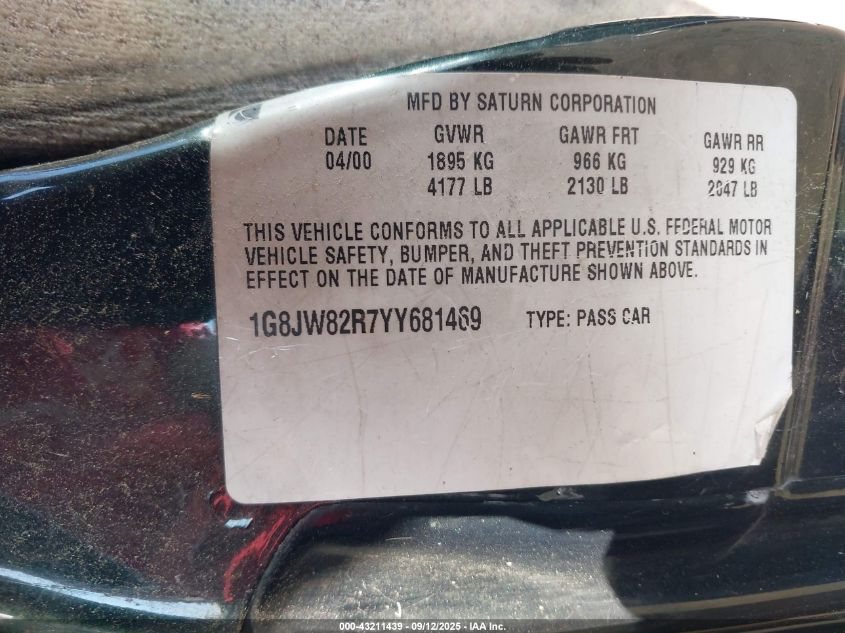 MFD BY SATURN CORPORATION
DATE GVWR GAWR FRT GAWR RR
04/00 1895 KG 966 KG 929 KG
4177 LB 2130 LB 2047 LB
THIS VEHICLE CONFORMS TO ALL APPLICABLE U.S. FEDERAL MOTOR
VEHICLE SAFETY, BUMPER, AND THEFT PREVENTION STANDARDS IN
EFFECT ON THE DATE OF MANUFACTURE SHOWN ABOVE.
1G8JW82R7YY681469 TYPE: PASS CAR
000-43211439 - 09/12/2025 - IAA Inc.